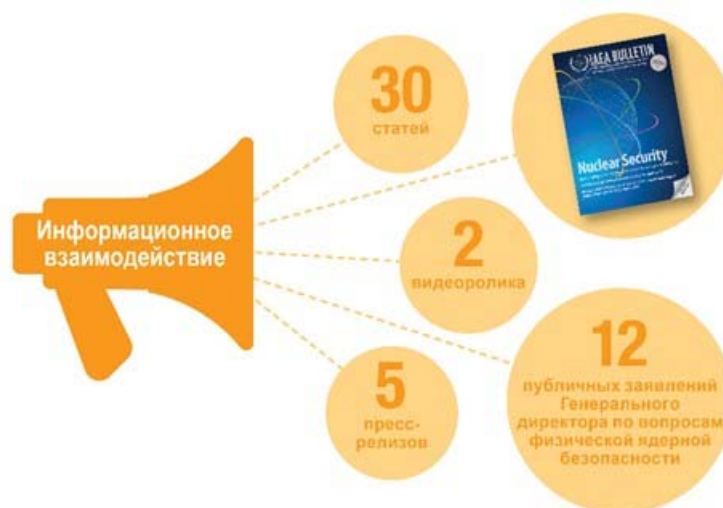 30
статей
IAEA BULLETIN
Nuclear Security
Информационное
взаимодействие
2
видеоролика
12
публичных заявлений
Генерального
директора по вопросам
физической ядерной
безопасности
5
пресс-
релизов